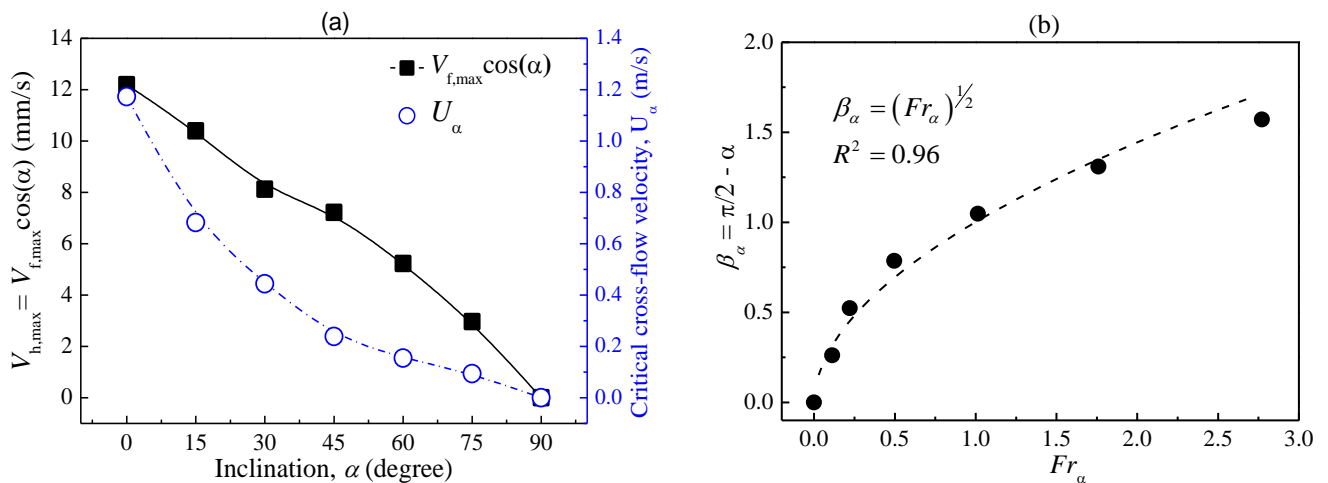 (a)
V_f,max cos(α)
U_α
V_h,max = V_f,max cos(α) (mm/s)
14
12
10
8
6
4
2
0
0 15 30 45 60 75 90
Inclination, α (degree)
1.4
1.2
1.0
0.8
0.6
0.4
0.2
0.0
Critical cross-flow velocity, U_α (m/s)
(b)
β_α = (Fr_α)^½
R² = 0.96
β_α = π/2 - α
2.0
1.5
1.0
0.5
0.0
0.0 0.5 1.0 1.5 2.0 2.5 3.0
Fr_α